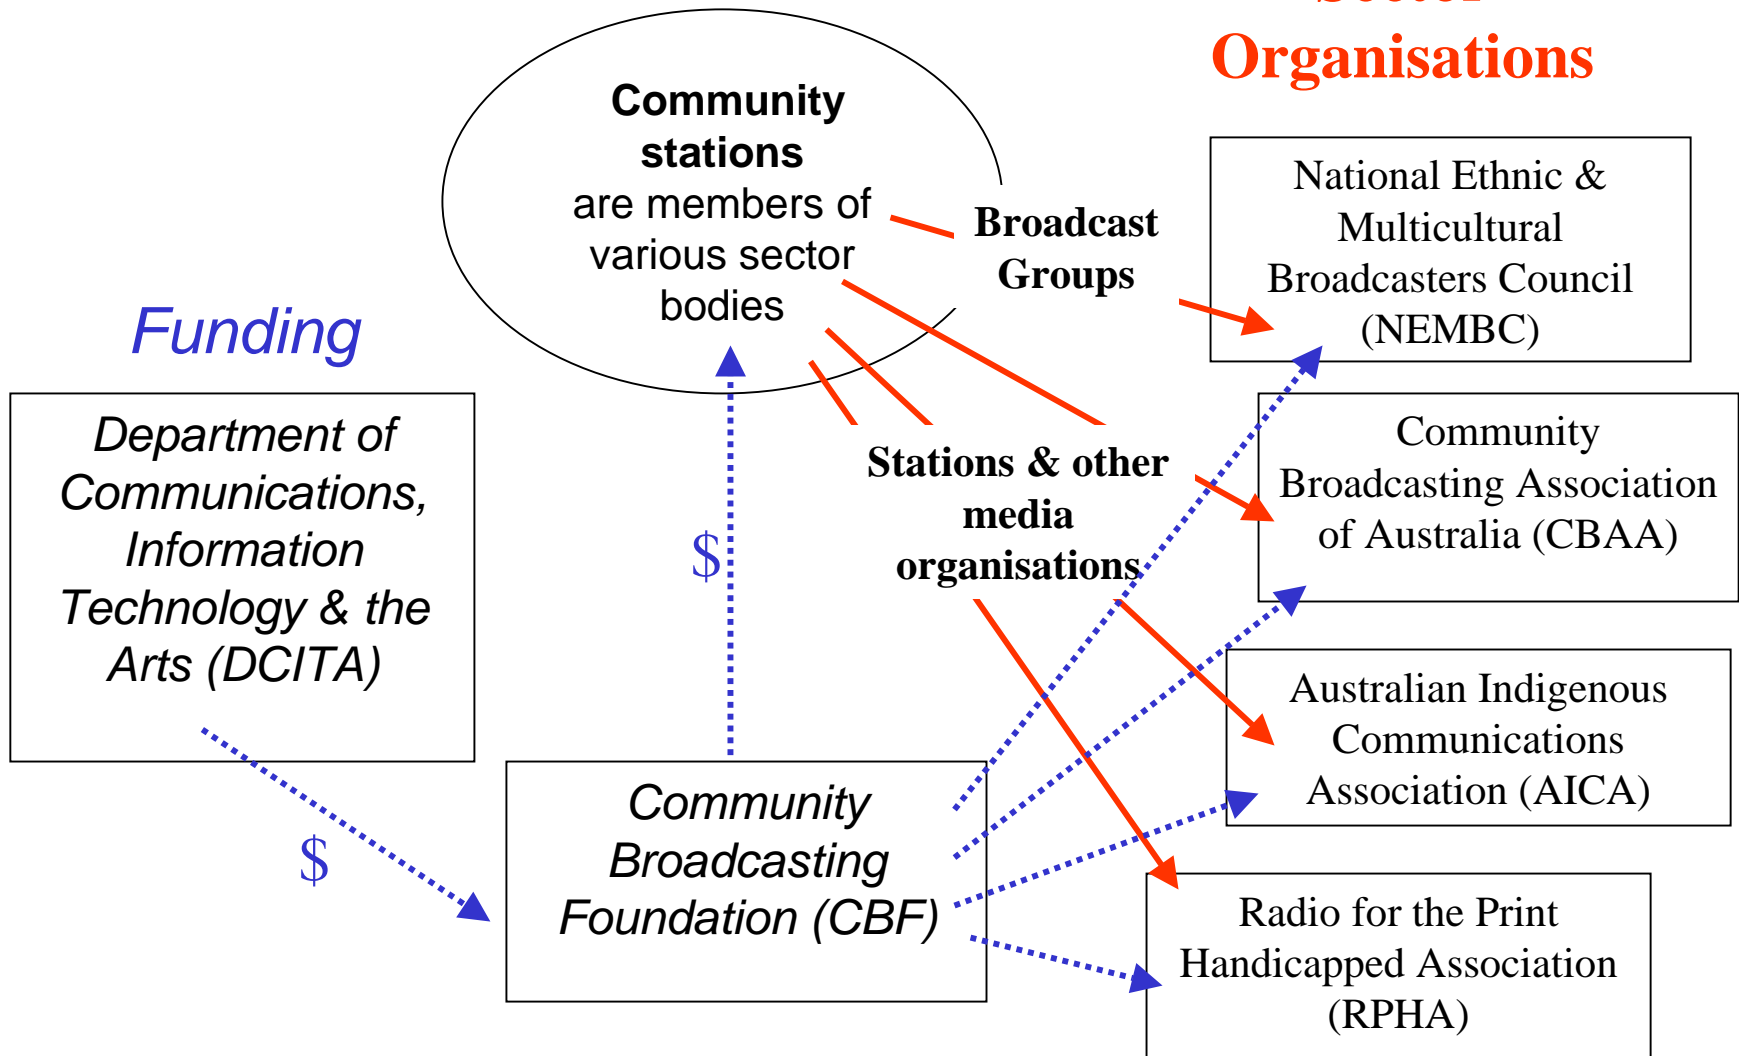 Organisations
Community
stations
are members of
various sector
bodies
Broadcast
Groups
National Ethnic &
Multicultural
Broadcasters Council
(NEMBC)
Funding
Department of
Communications,
Information
Technology & the
Arts (DCITA)
$
$
Stations & other
media
organisations
Community
Broadcasting Association
of Australia (CBAA)
Australian Indigenous
Communications
Association (AICA)
Community
Broadcasting
Foundation (CBF)
Radio for the Print
Handicapped Association
(RPHA)